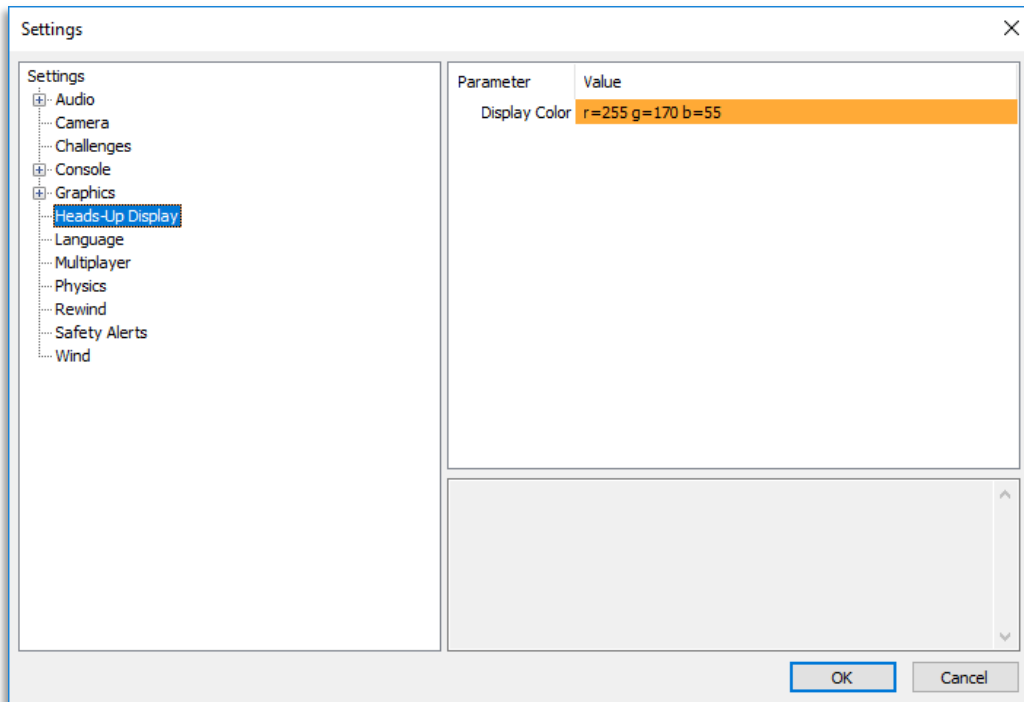 Settings
Settings
Audio
Camera
Challenges
Console
Graphics
Heads-Up Display
Language
Multiplayer
Physics
Rewind
Safety Alerts
Wind
Parameter Value
Display Color r=255 g=170 b=55
OK Cancel